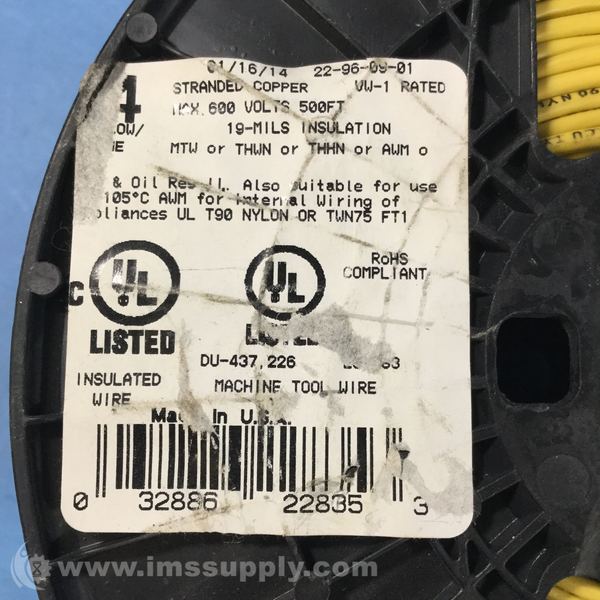 01/16/14 22-96-09-01
STRANDED COPPER VW-1 RATED
600 VOLTS 500FT
19-MILS INSULATION
MTW or THWN or THHN or AWM o
& Oil Also suitable for use
105°C AWM for Internal Wiring of
UL T90 NYLON OR TWN75 FT1
RoHS
COMPLIANT
C UL UL
LISTED
DU-437,226
INSULATED MACHINE TOOL WIRE
WIRE
Made In U.S.A.
0 32886 22835 3
www.imssupply.com